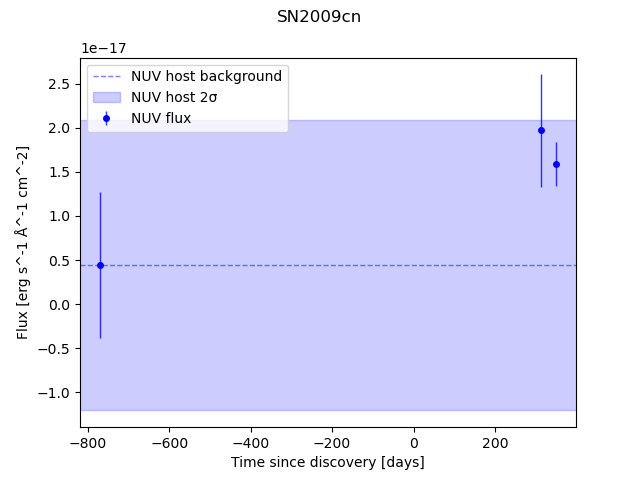 SN2009cn
1e−17
NUV host background
NUV host 2σ
NUV flux
2.5
2.0
1.5
1.0
0.5
0.0
−0.5
−1.0
Flux [erg s^-1 Å^-1 cm^-2]
−800 −600 −400 −200 0 200
Time since discovery [days]